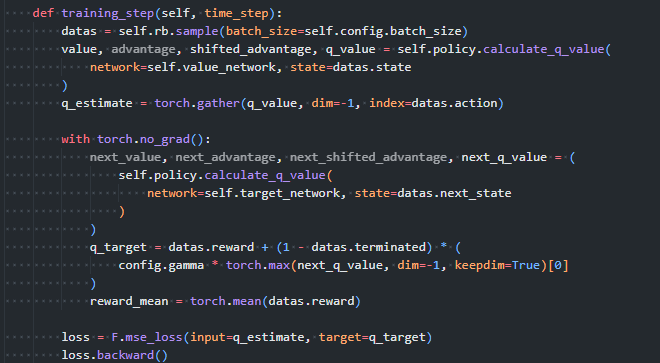 def training_step(self, time_step):
datas = self.rb.sample(batch_size=self.config.batch_size)
value, advantage, shifted_advantage, q_value = self.policy.calculate_q_value(
network=self.value_network, state=datas.state
)
q_estimate = torch.gather(q_value, dim=-1, index=datas.action)
with torch.no_grad():
next_value, next_advantage, next_shifted_advantage, next_q_value = (
self.policy.calculate_q_value(
network=self.target_network, state=datas.next_state
)
)
q_target = datas.reward + (1 - datas.terminated) * (
config.gamma * torch.max(next_q_value, dim=-1, keepdim=True)[0]
)
reward_mean = torch.mean(datas.reward)
loss = F.mse_loss(input=q_estimate, target=q_target)
loss.backward()